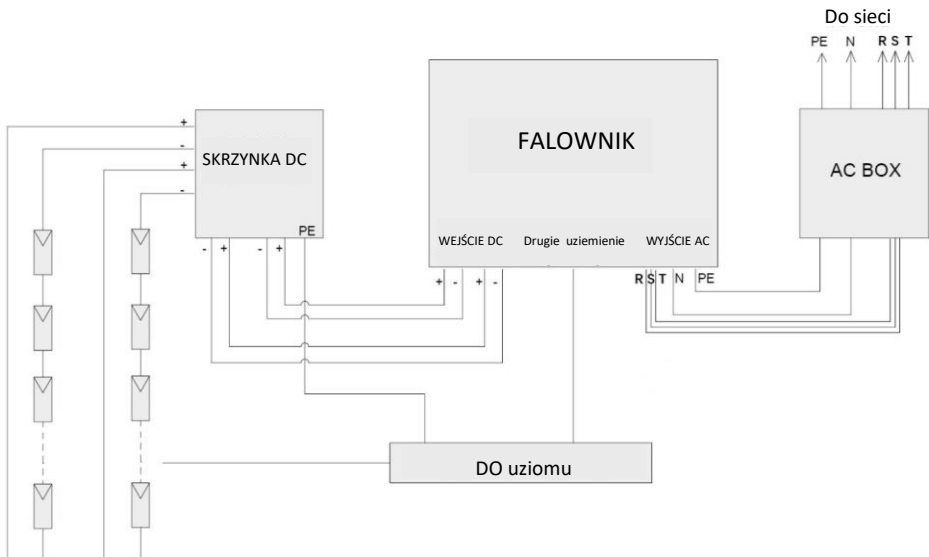 Do sieci
PE N R S T
+
-
+
-
SKRZYNKA DC
PE
- + - +
FALOWNIK
WEJŚCIE DC Drugie uziemienie WYJŚCIE AC
+ - + -
R S T N PE
AC BOX
DO uziomu